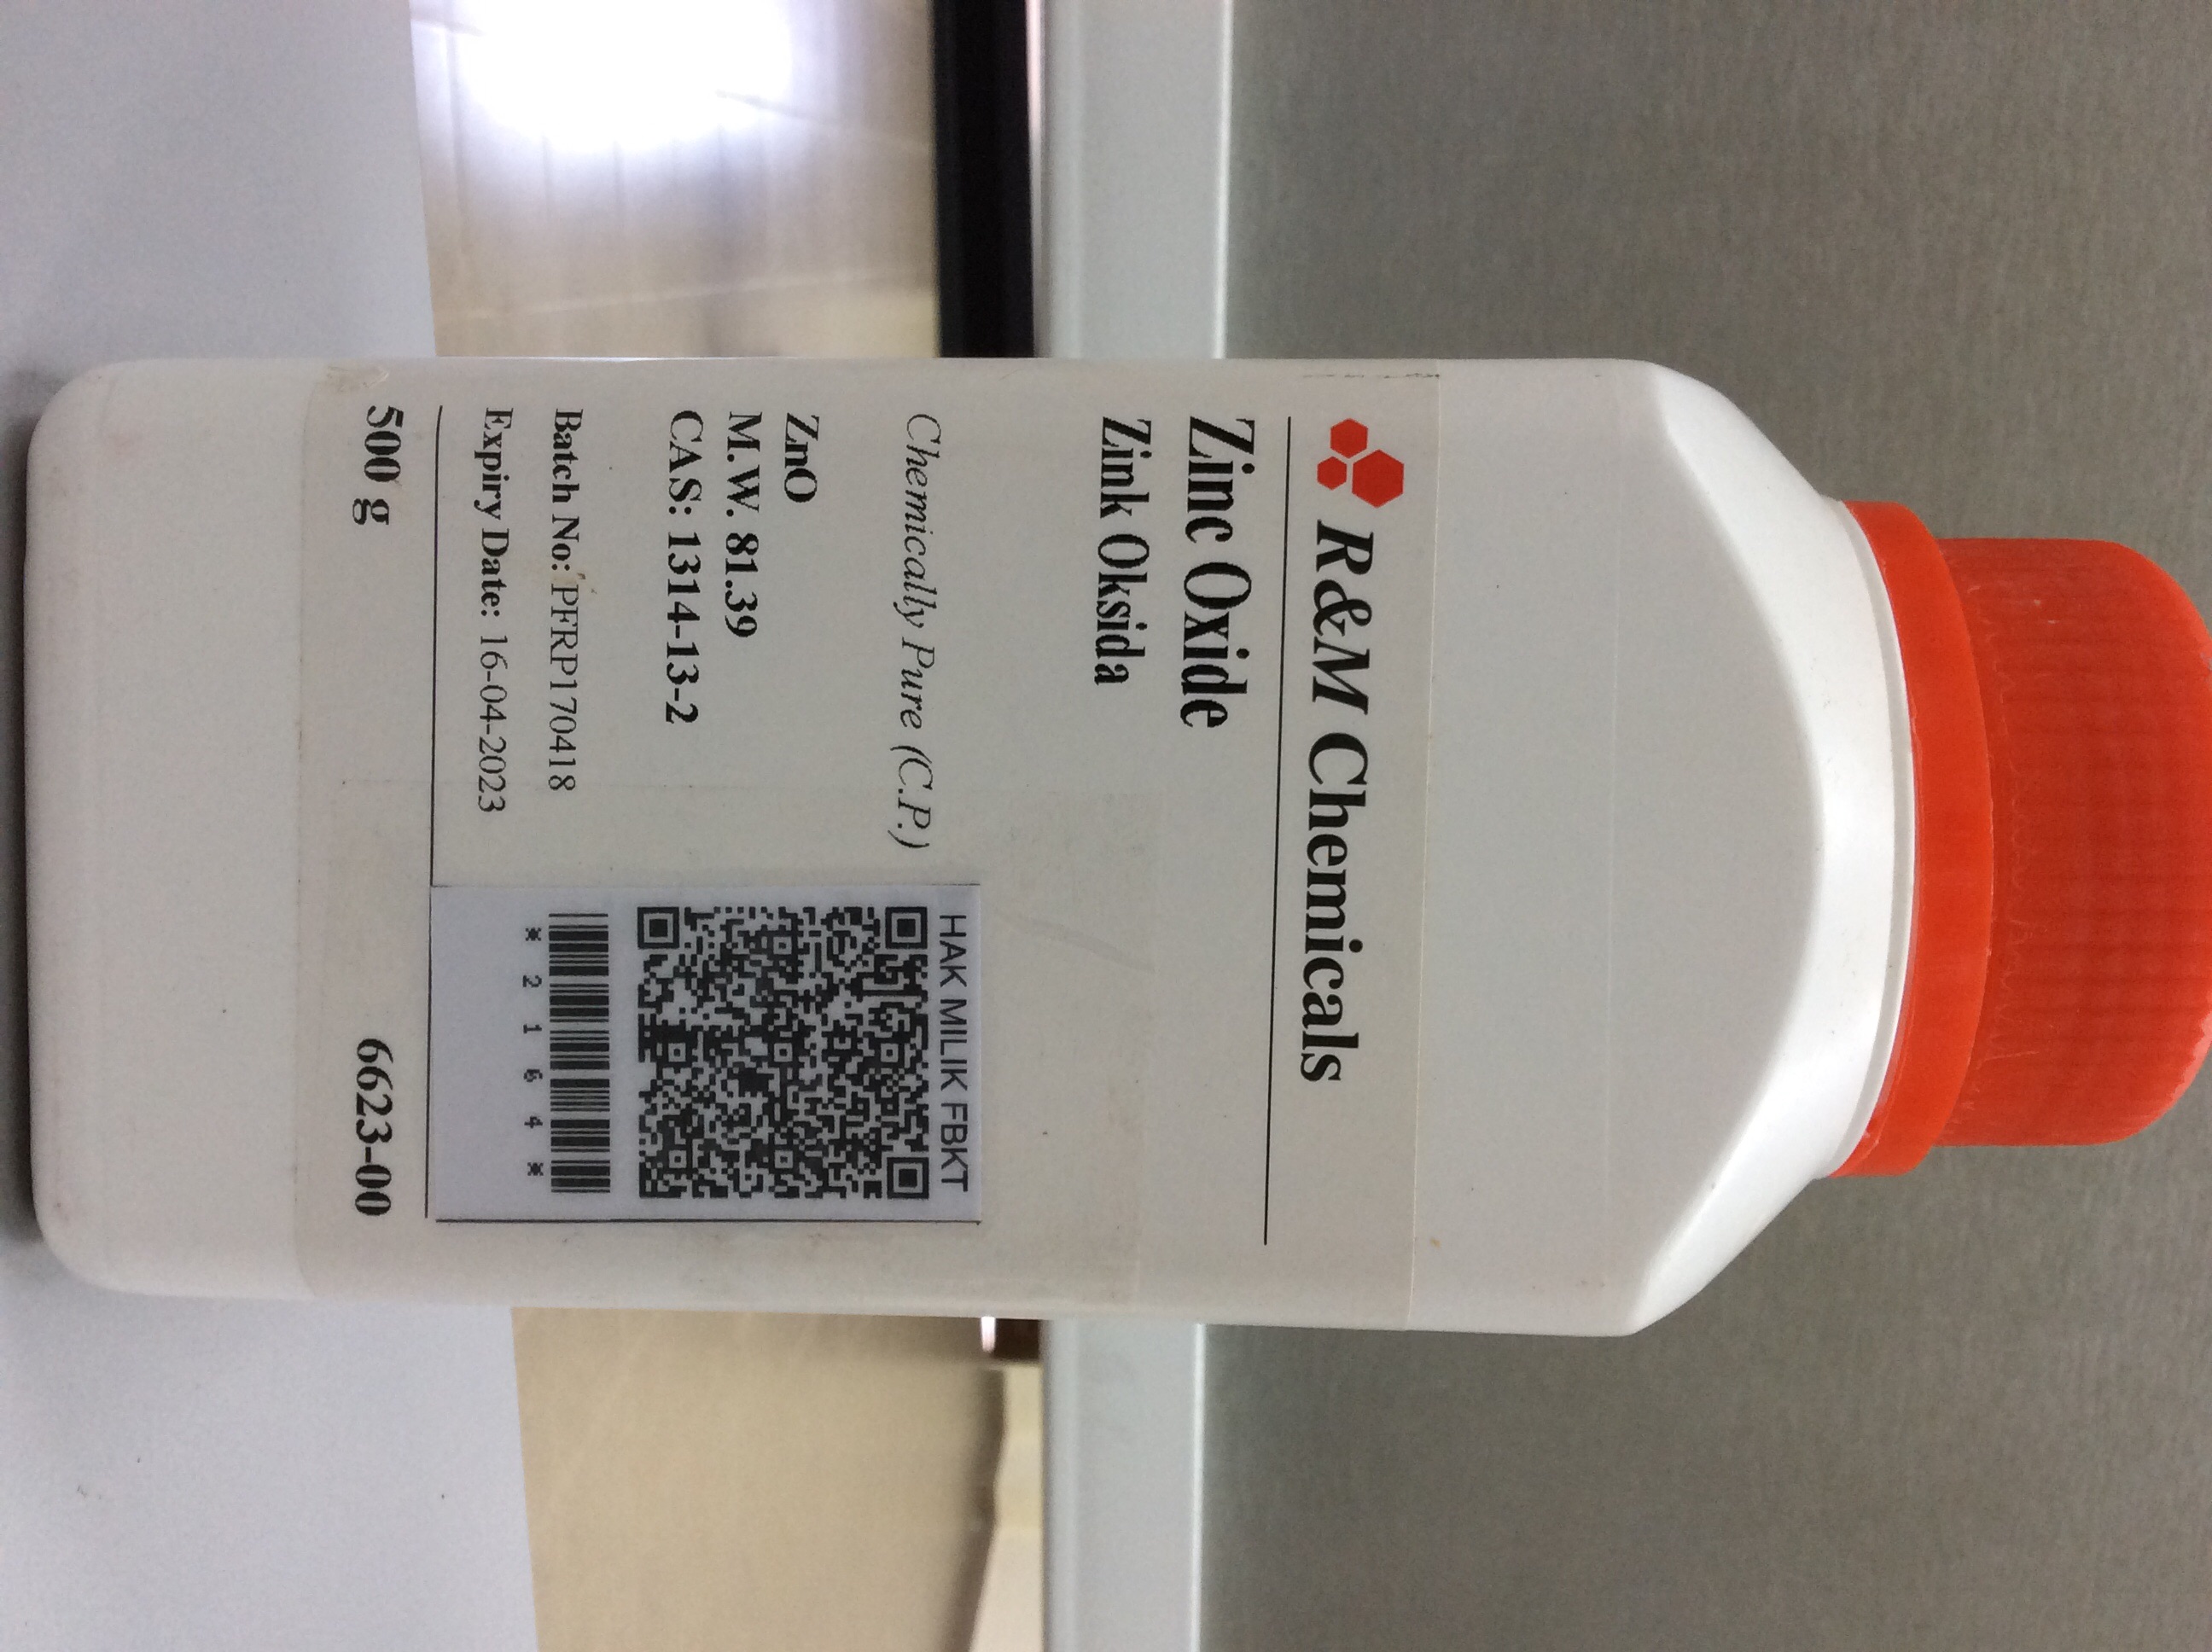 R&M Chemicals
Zinc Oxide
Zink Oksida
Chemically Pure (C.P.)
ZnO
M.W. 81.39
CAS: 1314-13-2
Batch No: PFRP170418
Expiry Date: 16-04-2023
HAK MILIK FBKT
* 2 1 6 4 *
500 g
6623-00